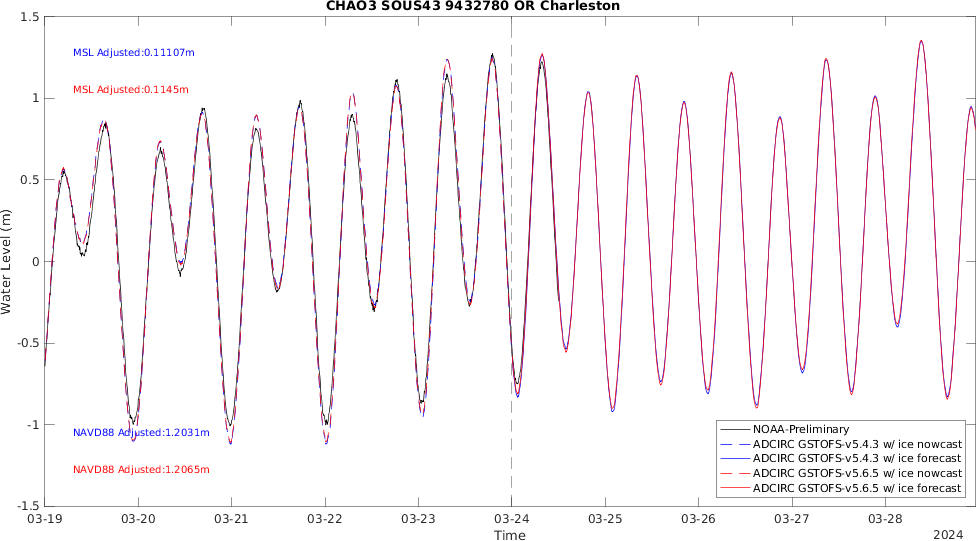 CHAO3 SOUS43 9432780 OR Charleston
1.5
1
0.5
0
-0.5
-1
-1.5
Water Level (m)
MSL Adjusted:0.11107m
MSL Adjusted:0.1145m
NAVD88 Adjusted:1.2031m
NAVD88 Adjusted:1.2065m
NOAA-Preliminary
ADCIRC GSTOFS-v5.4.3 w/ ice nowcast
ADCIRC GSTOFS-v5.4.3 w/ ice forecast
ADCIRC GSTOFS-v5.6.5 w/ ice nowcast
ADCIRC GSTOFS-v5.6.5 w/ ice forecast
03-19 03-20 03-21 03-22 03-23 03-24 03-25 03-26 03-27 03-28
Time
2024